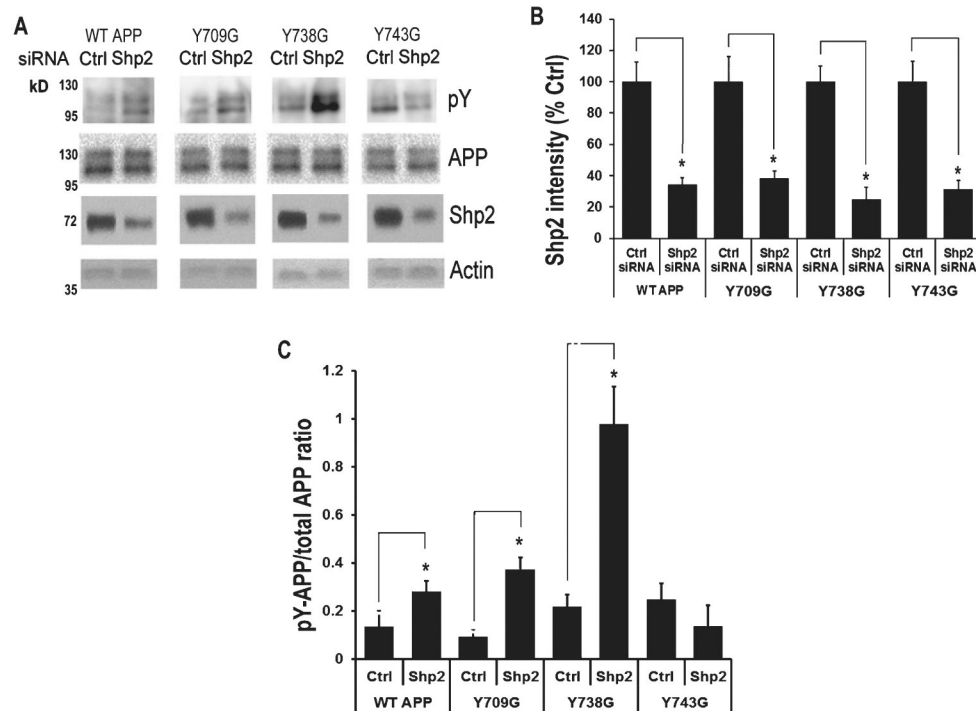 A
WT APP Y709G Y738G Y743G
siRNA Ctrl Shp2 Ctrl Shp2 Ctrl Shp2 Ctrl Shp2
kD
130
95
pY
130
95
APP
72
Shp2
35
Actin
B
Shp2 intensity (% Ctrl)
140
120
100
80
60
40
20
0
* * * *
Ctrl siRNA Shp2 siRNA Ctrl siRNA Shp2 siRNA Ctrl siRNA Shp2 siRNA Ctrl siRNA Shp2 siRNA
WT APP Y709G Y738G Y743G
C
pY-APP/total APP ratio
1.2
1
0.8
0.6
0.4
0.2
0
* * *
Ctrl Shp2 Ctrl Shp2 Ctrl Shp2 Ctrl Shp2
WT APP Y709G Y738G Y743G